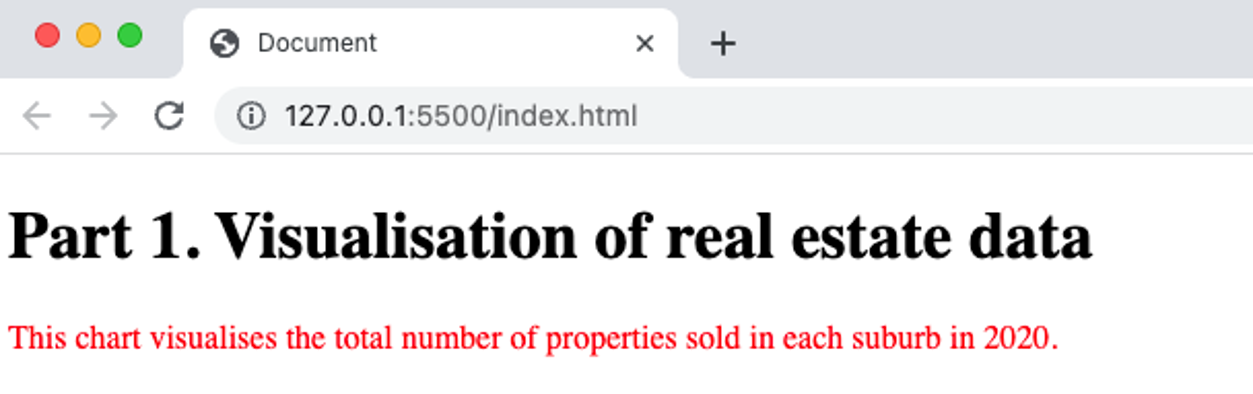 Document
127.0.0.1:5500/index.html
Part 1. Visualisation of real estate data
This chart visualises the total number of properties sold in each suburb in 2020.